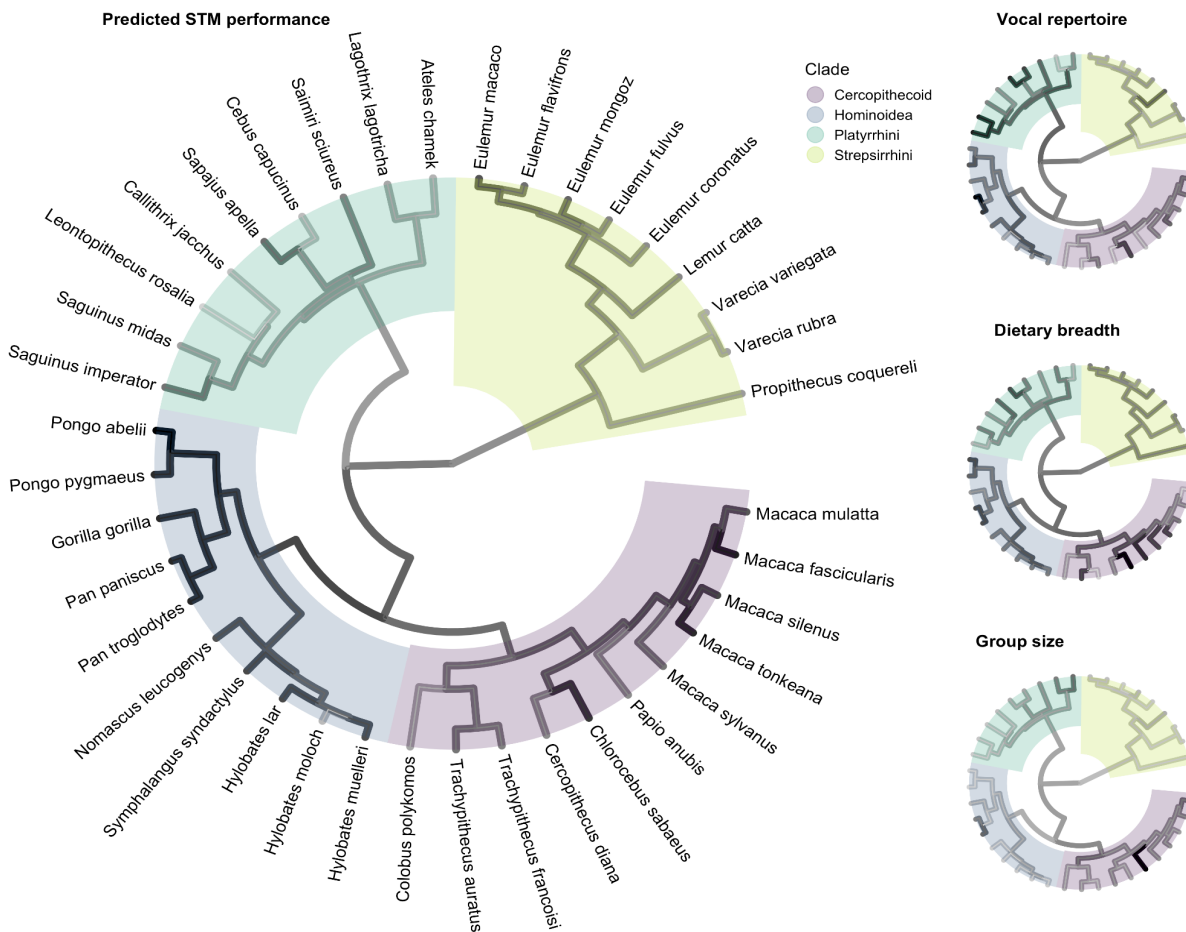 Predicted STM performance
Vocal repertoire
Clade
Cercopithecoid
Hominoidea
Platyrrhini
Strepsirrhini
Dietary breadth
Group size
Eulemur macaco
Eulemur flavifrons
Eulemur mongoz
Eulemur fulvus
Eulemur coronatus
Lemur catta
Varecia variegata
Varecia rubra
Propithecus coquereli
Macaca mulatta
Macaca fascicularis
Macaca silenus
Macaca tonkeana
Macaca sylvanus
Papio anubis
Chlorocebus sabaeus
Cercopithecus diana
Trachypithecus francoisi
Trachypithecus auratus
Colobus polykomos
Hylobates muelleri
Hylobates moloch
Hylobates lar
Symphalangus syndactylus
Nomascus leucogenys
Pan troglodytes
Pan paniscus
Gorilla gorilla
Pongo pygmaeus
Pongo abelii
Saguinus imperator
Saguinus midas
Leontopithecus rosalia
Callithrix jacchus
Sapajus apella
Cebus capucinus
Saimiri sciureus
Lagothrix lagotricha
Ateles chamek